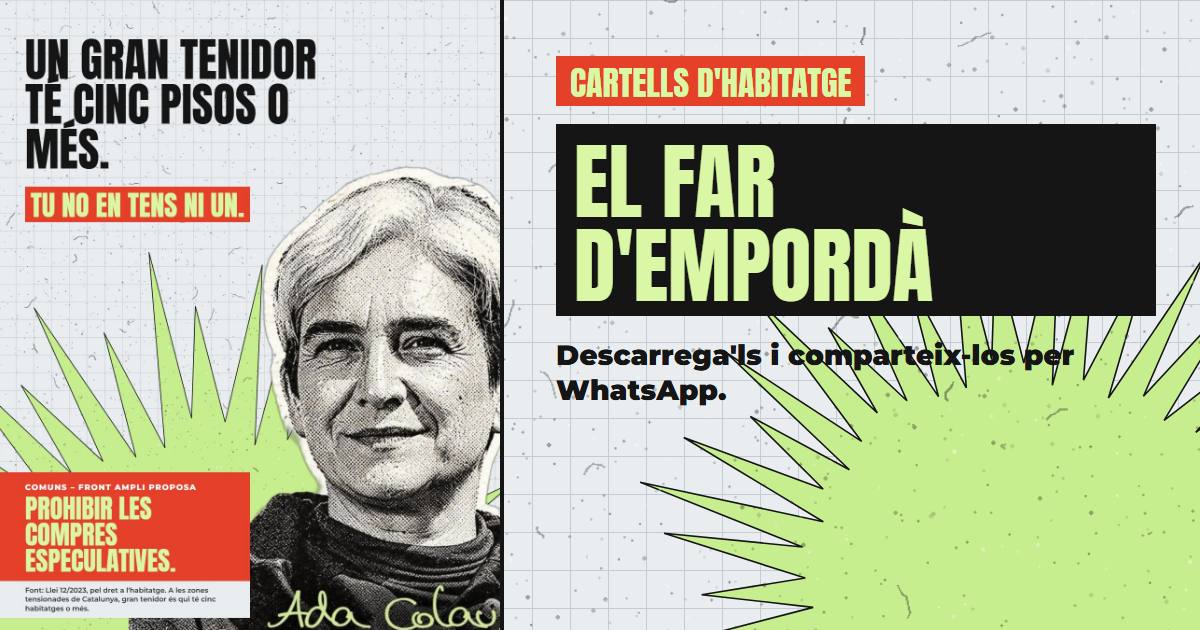 UN GRAN TENIDOR
TÉ CINC PISOS O
MÉS.
TU NO EN TENS NI UN.
COMUNS – FRONT AMPLI PROPOSA
PROHIBIR LES
COMPRES
ESPECULATIVES.
Font: Llei 12/2023, pel dret a l'habitatge. A les zones
tensionades de Catalunya, gran tenidor és qui té cinc
habitatges o més.
Ada Colau
CARTELLS D'HABITATGE
EL FAR
D'EMPORDÀ
Descarrega'ls i comparteix-los per
WhatsApp.